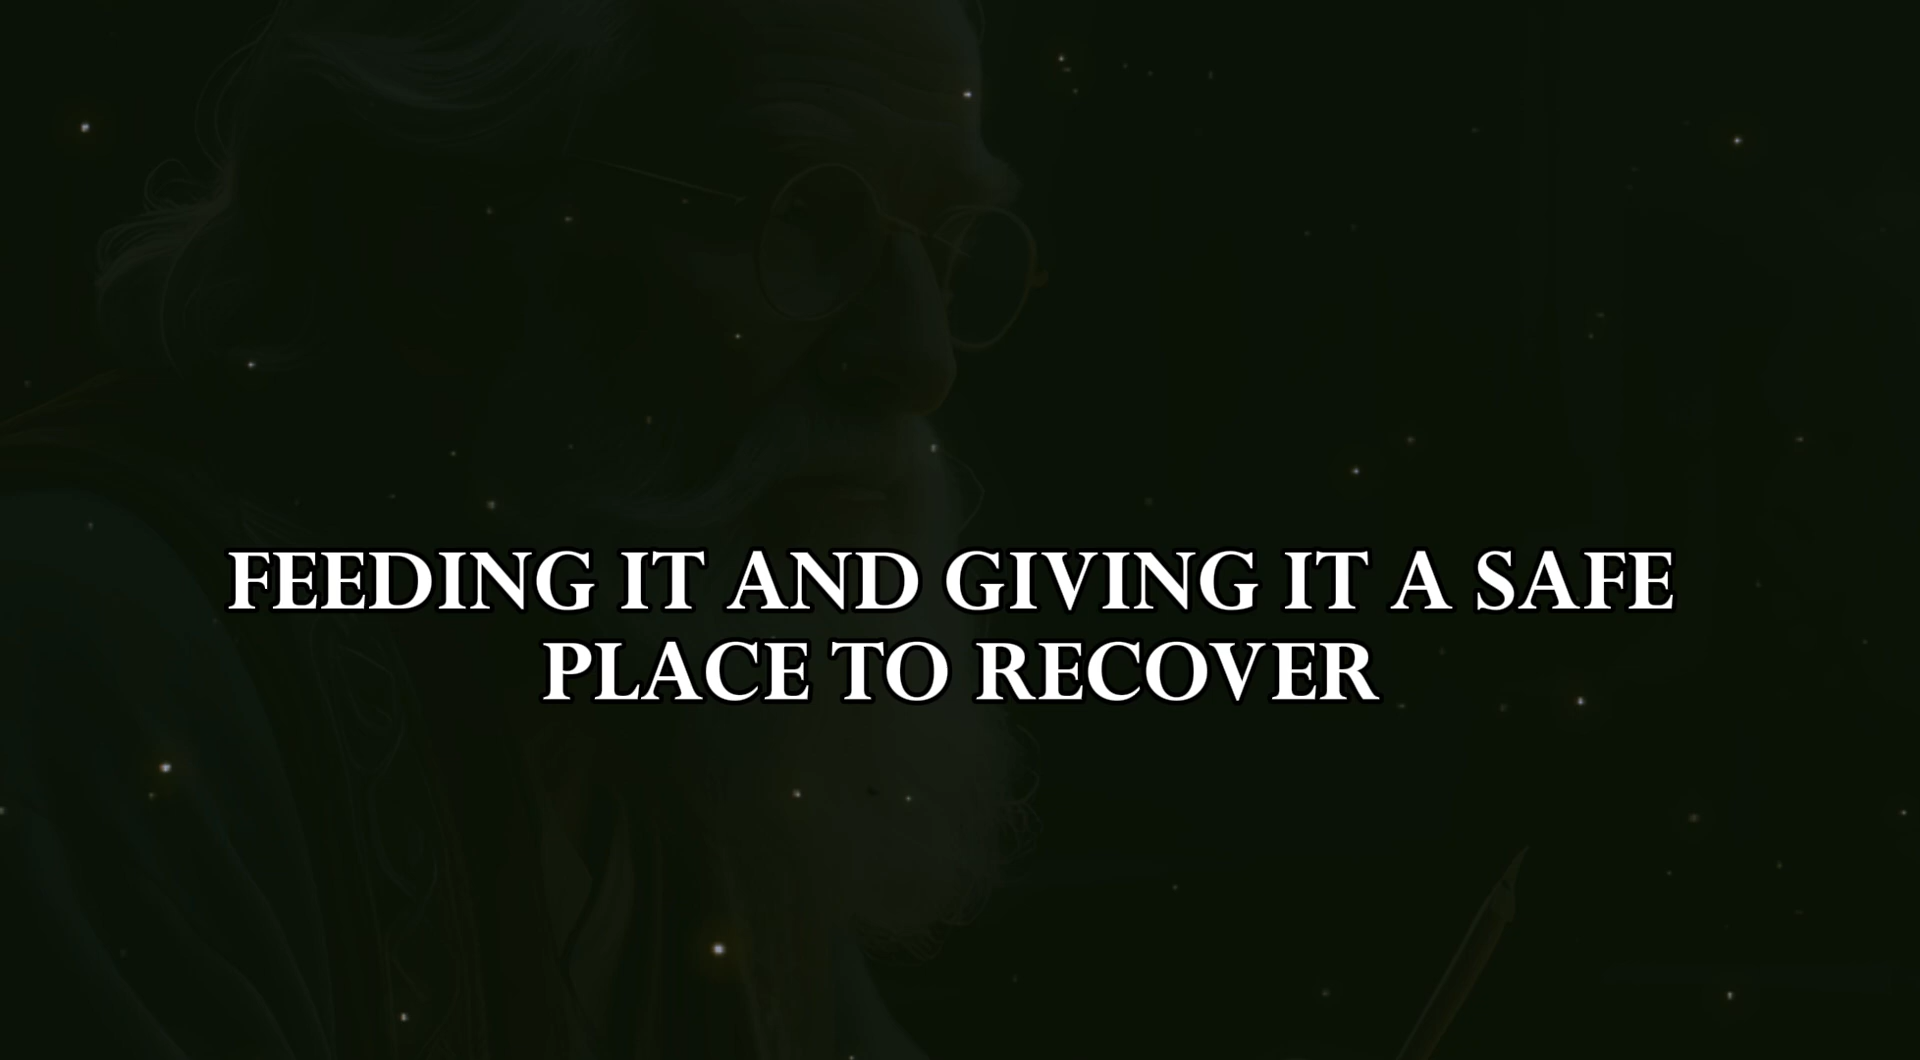 FEEDING IT AND GIVING IT A SAFE
PLACE TO RECOVER